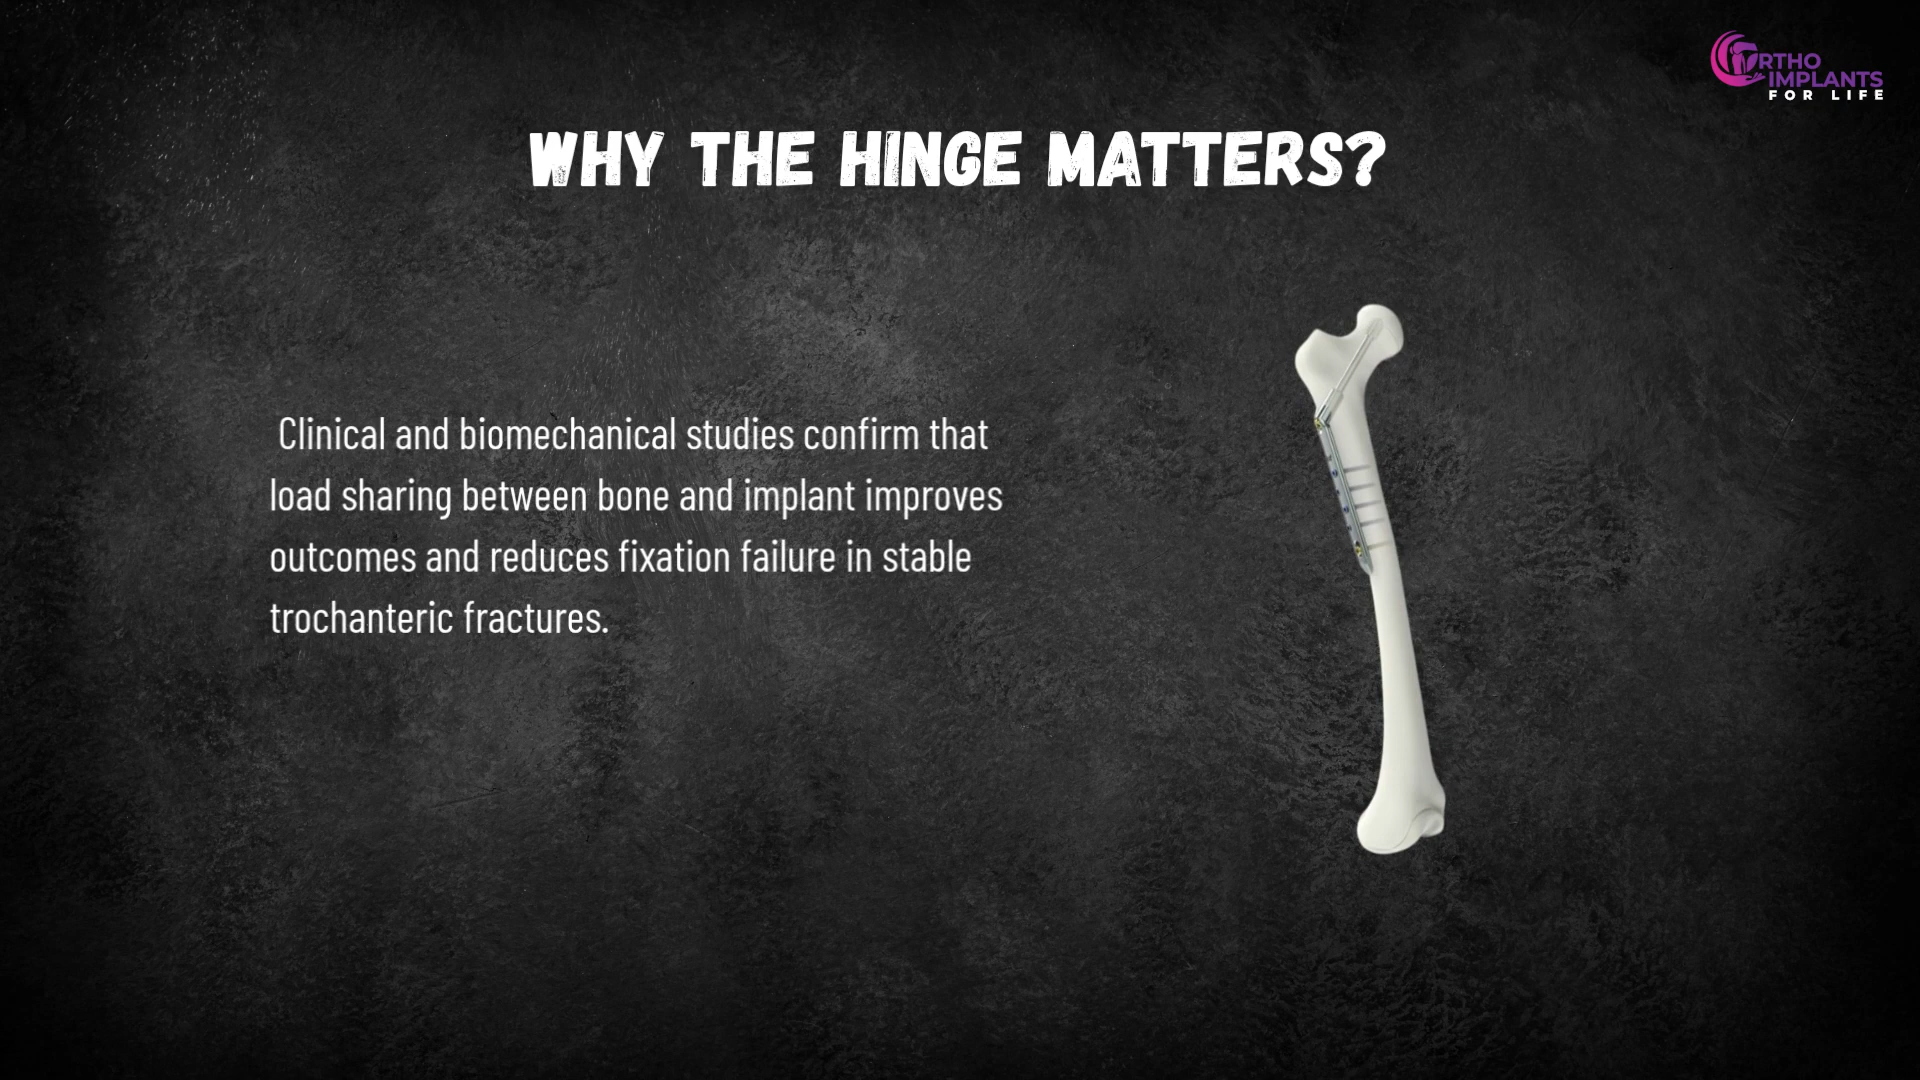 ORTHO
IMPLANTS
FOR LIFE
WHY THE HINGE MATTERS?
Clinical and biomechanical studies confirm that
load sharing between bone and implant improves
outcomes and reduces fixation failure in stable
trochanteric fractures.